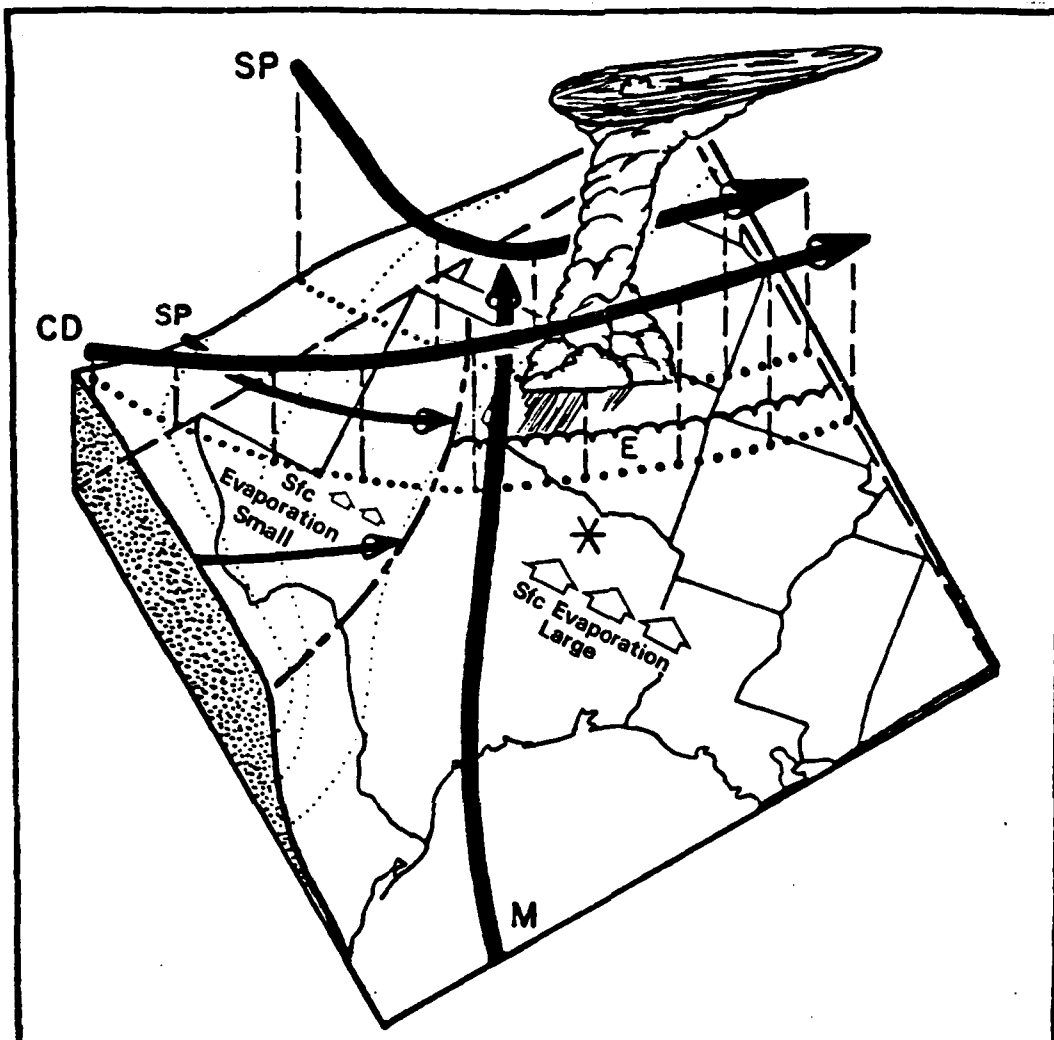 SP
CD
SP
E
Sfc
Evaporation
Small
Sfc Evaporation
Large
M